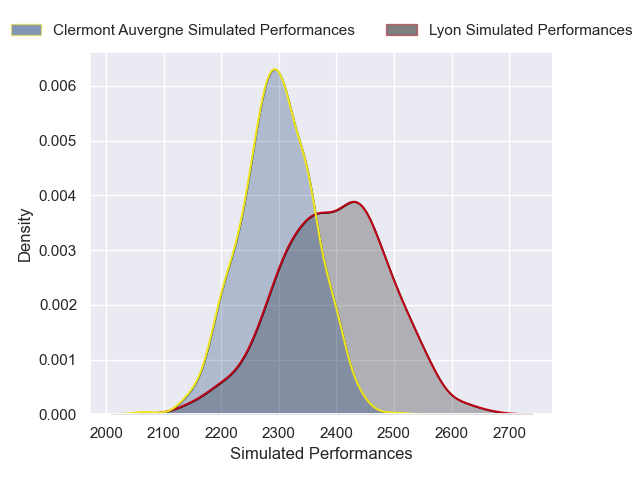 Clermont Auvergne Simulated Performances
Lyon Simulated Performances
0.006
0.005
0.004
0.003
0.002
0.001
0.000
Density
2000 2100 2200 2300 2400 2500 2600 2700
Simulated Performances